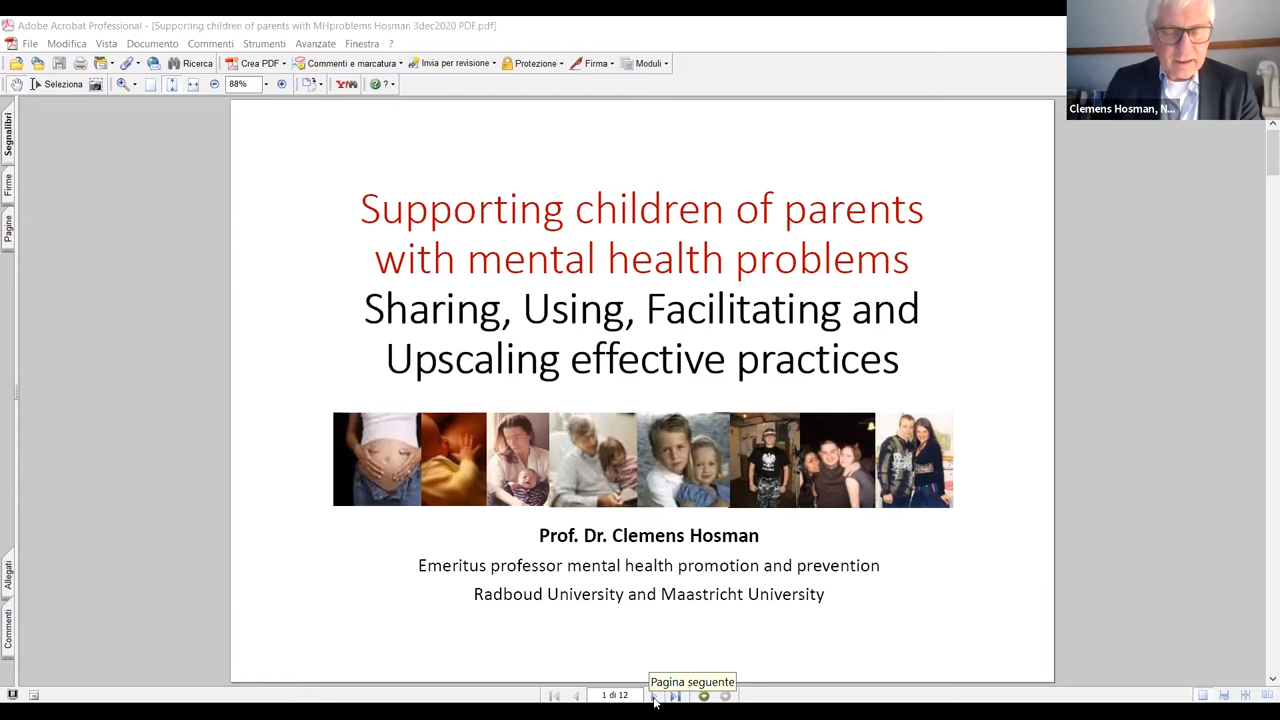 Adobe Acrobat Professional - [Supporting children of parents with MHproblems Hosman 3dec2020 PDF.pdf]
File Modifica Vista Documento Commenti Strumenti Avanzate Finestra ?
Ricerca Crea PDF Commenti e marcatura Invia per revisione Protezione Firma Moduli
Seleziona 88% Y! ?
Clemens Hosman, N...
Segnalibri
Firme
Pagine
Supporting children of parents
with mental health problems
Sharing, Using, Facilitating and
Upscaling effective practices
Prof. Dr. Clemens Hosman
Emeritus professor mental health promotion and prevention
Radboud University and Maastricht University
Allegati
Commenti
Pagina seguente
1 di 12